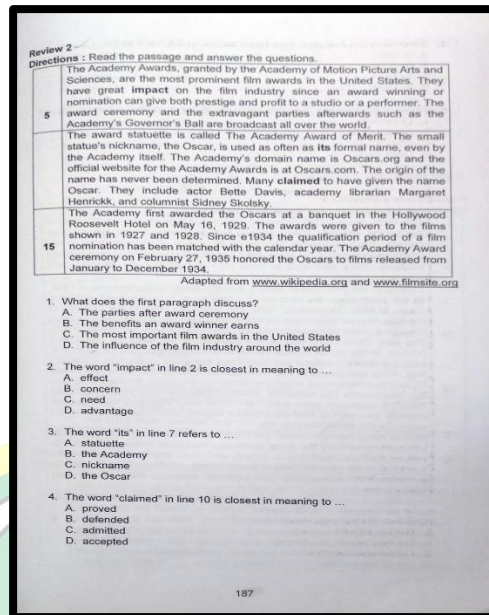 Review 2
Directions : Read the passage and answer the questions.
The Academy Awards, granted by the Academy of Motion Picture Arts and
Sciences, are the most prominent film awards in the United States. They
have great impact on the film industry since an award winning or
nomination can give both prestige and profit to a studio or a performer. The
5 award ceremony and the extravagant parties afterwards such as the
Academy's Governor's Ball are broadcast all over the world.
The award statuette is called The Academy Award of Merit. The small
statue's nickname, the Oscar, is used as often as its formal name, even by
the Academy itself. The Academy's domain name is Oscars.org and the
official website for the Academy Awards is at Oscars.com. The origin of the
name has never been determined. Many claimed to have given the name
Oscar. They include actor Bette Davis, academy librarian Margaret
Henrickk, and columnist Sidney Skolsky.
The Academy first awarded the Oscars at a banquet in the Hollywood
Roosevelt Hotel on May 16, 1929. The awards were given to the films
shown in 1927 and 1928. Since e1934 the qualification period of a film
15 nomination has been matched with the calendar year. The Academy Award
ceremony on February 27, 1935 honored the Oscars to films released from
January to December 1934.
Adapted from www.wikipedia.org and www.filmsite.org
1. What does the first paragraph discuss?
A. The parties after award ceremony
B. The benefits an award winner earns
C. The most important film awards in the United States
D. The influence of the film industry around the world
2. The word "impact" in line 2 is closest in meaning to ...
A. effect
B. concern
C. need
D. advantage
3. The word "its" in line 7 refers to ...
A. statuette
B. the Academy
C. nickname
D. the Oscar
4. The word "claimed" in line 10 is closest in meaning to ...
A. proved
B. defended
C. admitted
D. accepted
187